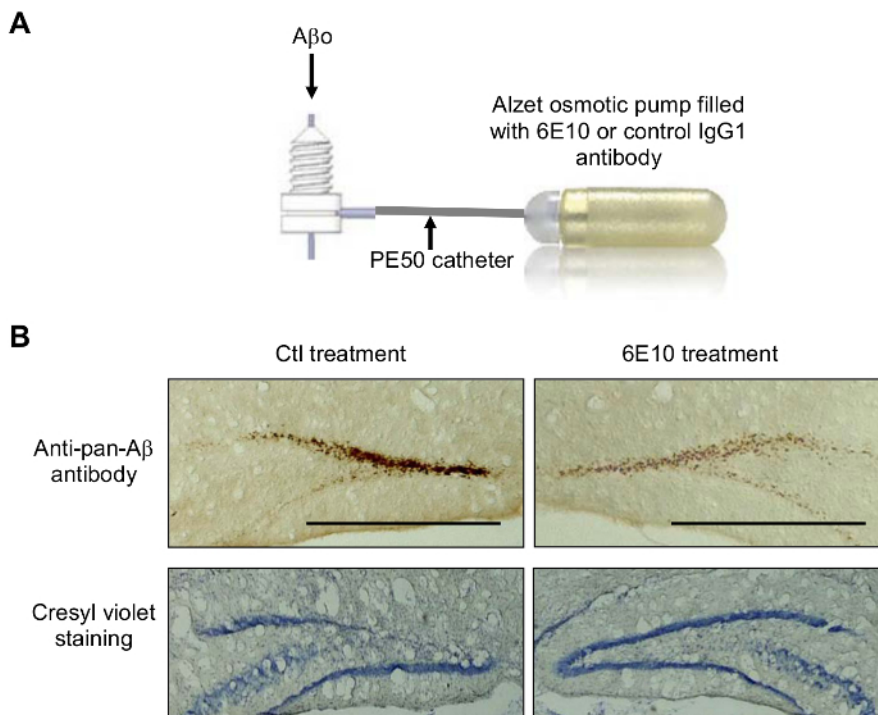 A
Aβo
Alzet osmotic pump filled
with 6E10 or control IgG1
antibody
PE50 catheter
B
Ctl treatment
6E10 treatment
Anti-pan-Aβ
antibody
Cresyl violet
staining